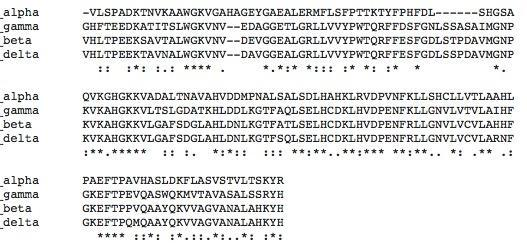 _alpha -VLSPADKTNVKAAWGKVGAHAGEYGAEALERMFLSFPTTKTYFPHFDL------SHGSA
_gamma GHFTEEDKATITSLWGKVNV--EDAGGETLGRLLVVYPWTQRFFDSFGNLSSASAIMGNP
_beta VHLTPEEKSAVTALWGKVNV--DEVGGEALGRLLVVYPWTQRFFESFGDLSTPDAVMGNP
_delta VHLTPEEKTAVNALWGKVNV--DAVGGEALGRLLVVYPWTQRFFESFGDLSSPDAVMGNP
:: :*: :.: **** . *.**:* *:::.:* *: :* .* *.
_alpha QVKGHGKKVADALTNAVAHVDDMPNALSALSDLHAHKLRVDPVNFKLLSHCLLVTLAAHL
_gamma KVKAHGKKVLTSLGDATKHLDDLKGTFAQLSELHCDKLHVDPENFKLLGNVLVTVLAIHF
_beta KVKAHGKKVLGAFSDGLAHLDNLKGTFATLSELHCDKLHVDPENFRLLGNVLVCVLAHHF
_delta KVKAHGKKVLGAFSDGLAHLDNLKGTFSQLSELHCDKLHVDPENFRLLGNVLVCVLARNF
:**.***** :: :. *:*::..::: **:**. **:*** **:**.: *: .** ::
_alpha PAEFTPAVHASLDKFLASVSTVLTSKYR
_gamma GKEFTPEVQASWQKMVTAVASALSSRYH
_beta GKEFTPPVQAAYQKVVAGVANALAHKYH
_delta GKEFTPQMQAAYQKVVAGVANALAHKYH
**** ::*: :*.::.*:..*: :*: